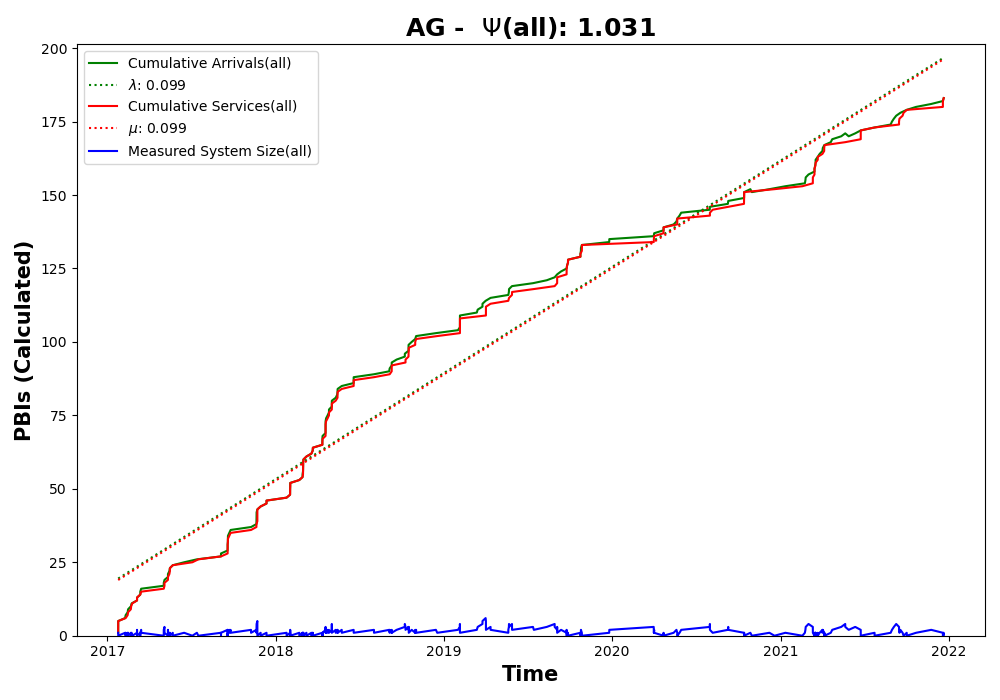 AG -  Ψ(all): 1.031
Cumulative Arrivals(all)
λ: 0.099
Cumulative Services(all)
μ: 0.099
Measured System Size(all)
PBIs (Calculated)
200
175
150
125
100
75
50
25
0
2017 2018 2019 2020 2021 2022
Time